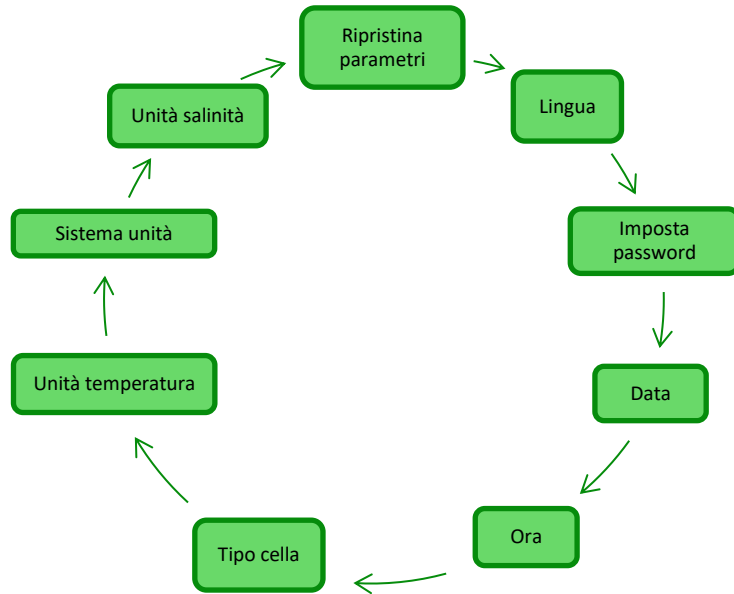 Ripristina
parametri
Lingua
Imposta
password
Data
Ora
Tipo cella
Unità temperatura
Sistema unità
Unità salinità